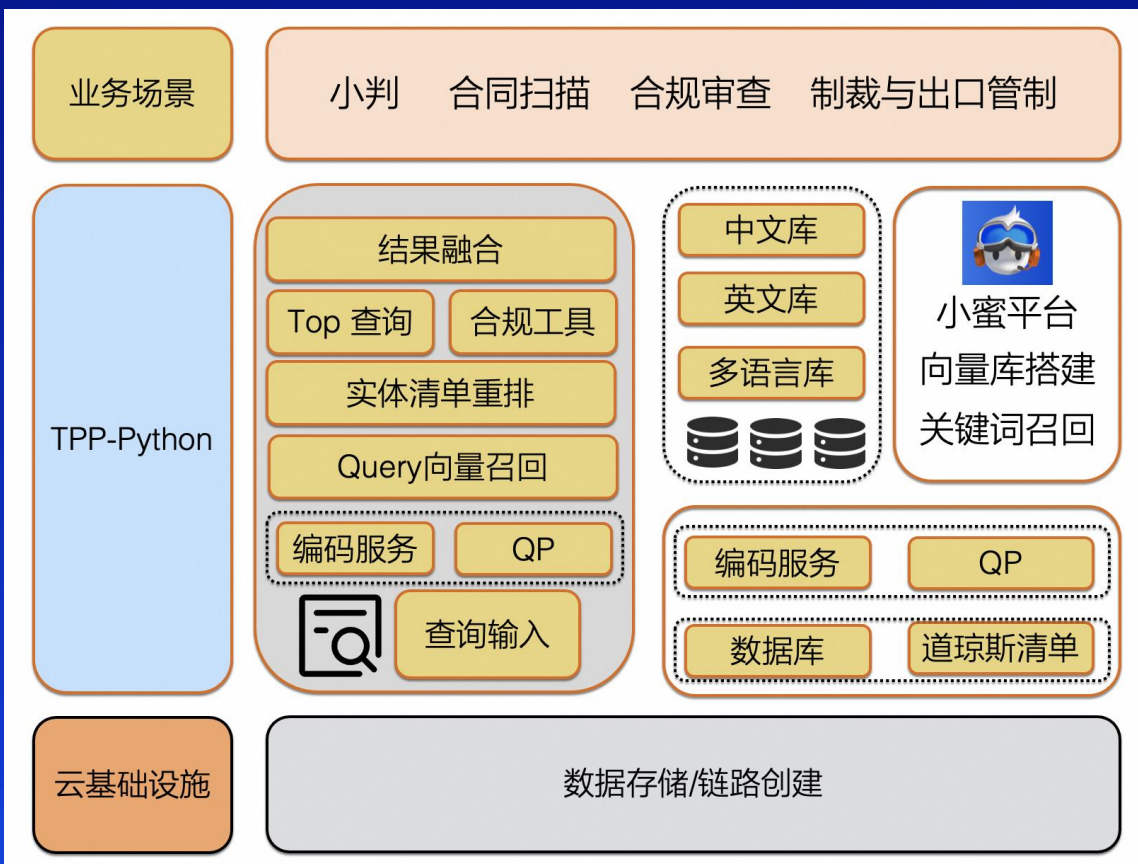 业务场景
小判 合同扫描 合规审查 制裁与出口管制
TPP-Python
结果融合
Top 查询 合规工具
实体清单重排
Query向量召回
编码服务 QP
查询输入
中文库
英文库
多语言库
小蜜平台
向量库搭建
关键词召回
编码服务 QP
数据库 道琼斯清单
云基础设施
数据存储/链路创建